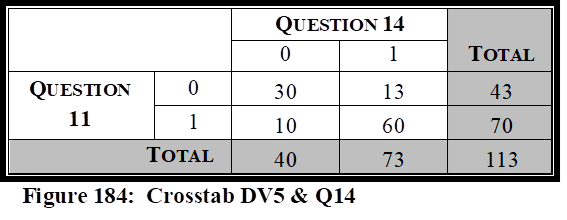 QUESTION 14
0 1 TOTAL
QUESTION 11 0 30 13 43
1 10 60 70
TOTAL 40 73 113
Figure 184: Crosstab DV5 & Q14